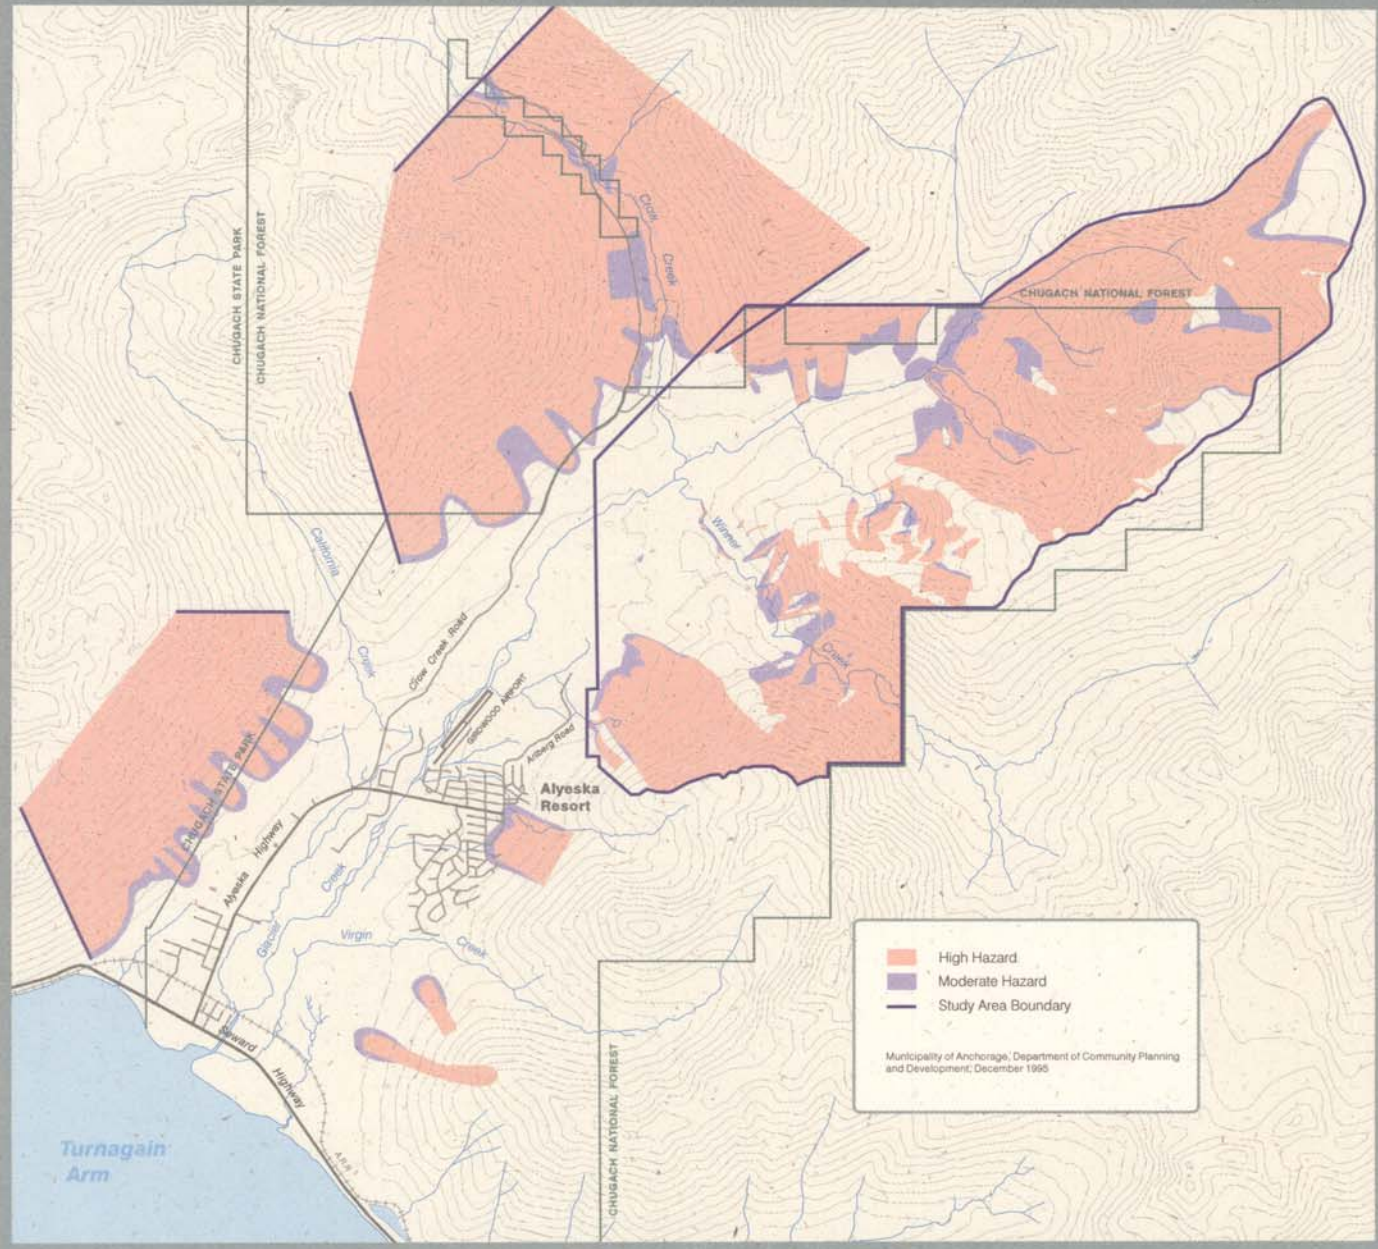 Crow
Creek
CHUGACH STATE PARK
CHUGACH NATIONAL FOREST
CHUGACH NATIONAL FOREST
California
Creek
Winner
Creek
Crow Creek Road
GIRDWOOD AIRPORT
Arlberg Road
CHUGACH STATE PARK
Alyeska
Resort
Alyeska
Highway
Glacier
Creek
Virgin
Creek
Seward
Highway
A.R.R.
Turnagain
Arm
CHUGACH NATIONAL FOREST
High Hazard
Moderate Hazard
Study Area Boundary
Municipality of Anchorage, Department of Community Planning
and Development, December 1995